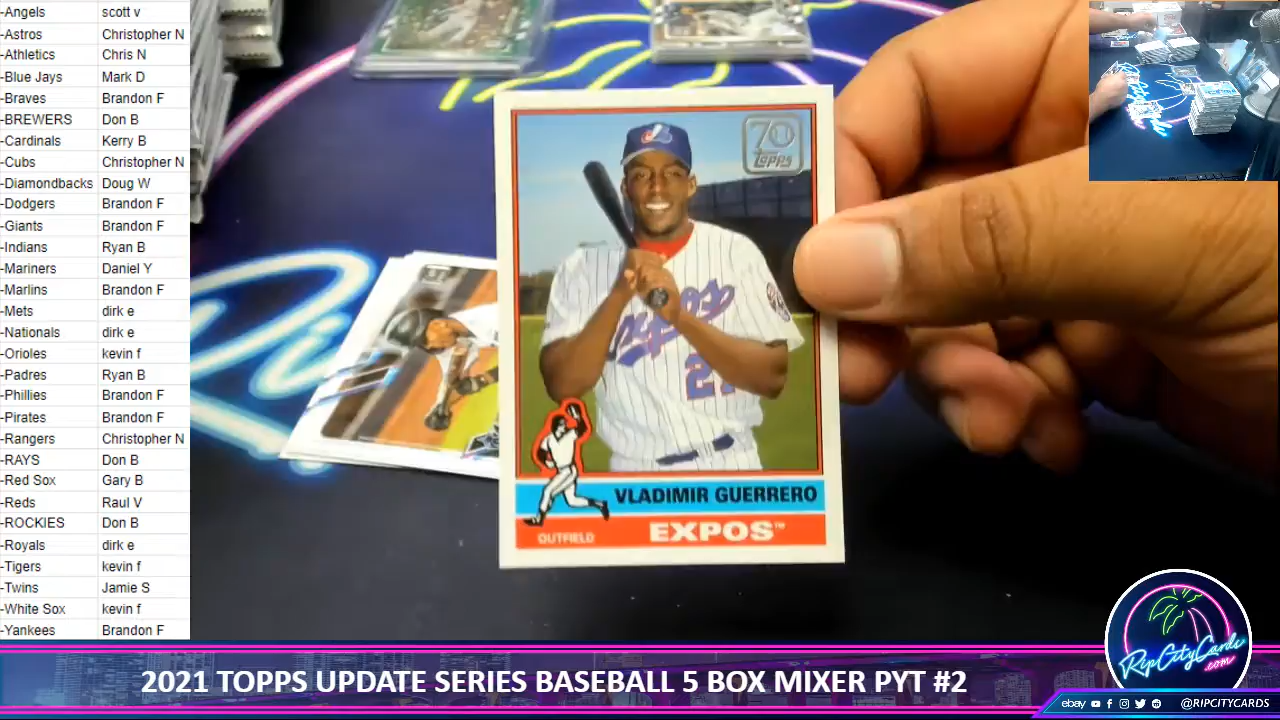 -Angels scott v
-Astros Christopher N
-Athletics Chris N
-Blue Jays Mark D
-Braves Brandon F
-BREWERS Don B
-Cardinals Kerry B
-Cubs Christopher N
-Diamondbacks Doug W
-Dodgers Brandon F
-Giants Brandon F
-Indians Ryan B
-Mariners Daniel Y
-Marlins Brandon F
-Mets dirk e
-Nationals dirk e
-Orioles kevin f
-Padres Ryan B
-Phillies Brandon F
-Pirates Brandon F
-Rangers Christopher N
-RAYS Don B
-Red Sox Gary B
-Reds Raul V
-ROCKIES Don B
-Royals dirk e
-Tigers kevin f
-Twins Jamie S
-White Sox kevin f
-Yankees Brandon F
70
Topps
Expos
27
VLADIMIR GUERRERO
OUTFIELD
EXPOS™
RipCityCards
.com
2021 TOPPS UPDATE SERIES BASEBALL 5 BOX MIXER PYT #2
ebay
@RIPCITYCARDS